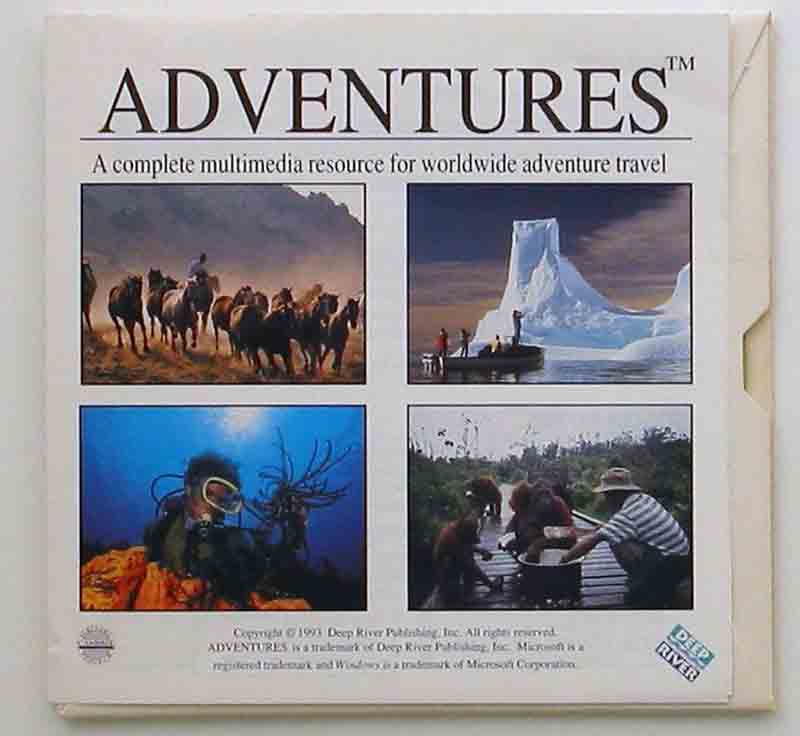 ADVENTURES™
A complete multimedia resource for worldwide adventure travel
Copyright © 1993 Deep River Publishing, Inc. All rights reserved.
ADVENTURES is a trademark of Deep River Publishing, Inc. Microsoft is a
registered trademark and Windows is a trademark of Microsoft Corporation.
DEEP
RIVER